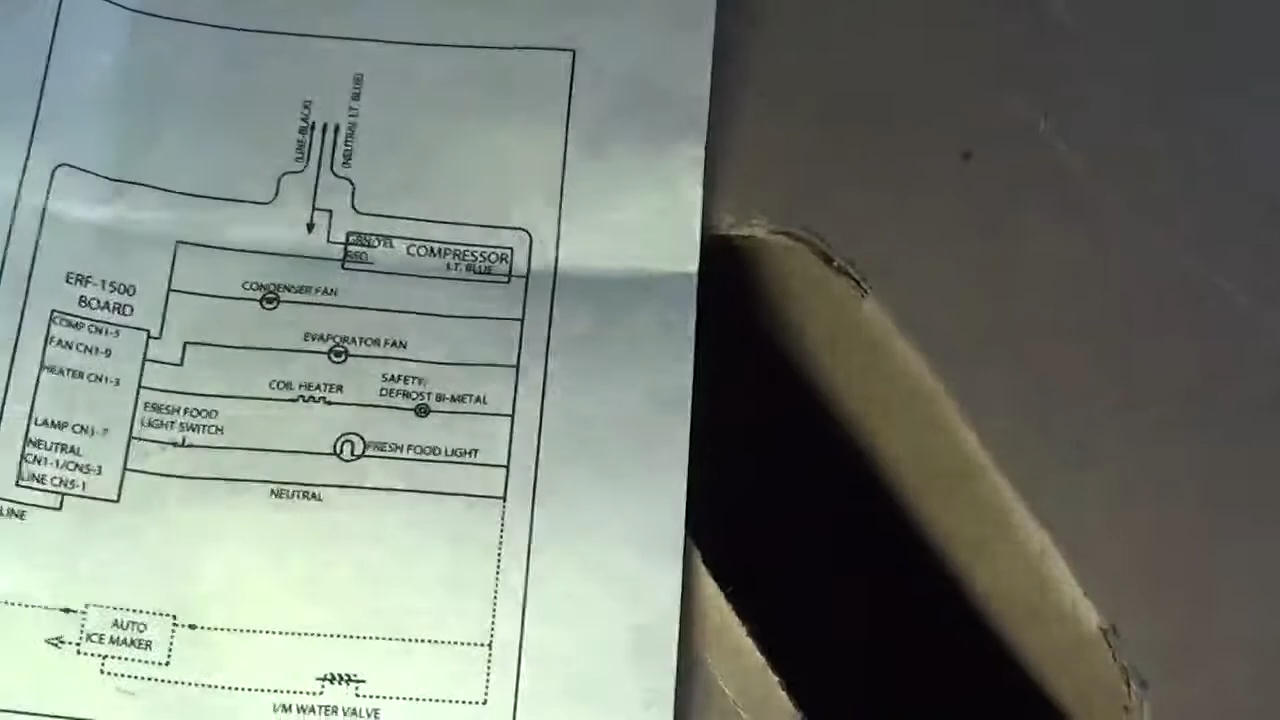 (LINE-BLACK)
(NEUTRAL LT. BLUE)
GRN/YEL
COMPRESSOR
RED
LT. BLUE
ERF-1500
BOARD
CONDENSER FAN
COMP CN1-5
FAN CN1-9
EVAPORATOR FAN
HEATER CN1-3
COIL HEATER
SAFETY,
DEFROST BI-METAL
FRESH FOOD
LIGHT SWITCH
LAMP CN1-7
FRESH FOOD LIGHT
NEUTRAL
CN1-1/CN5-3
LINE CN5-1
NEUTRAL
LINE
AUTO
ICE MAKER
I/M WATER VALVE